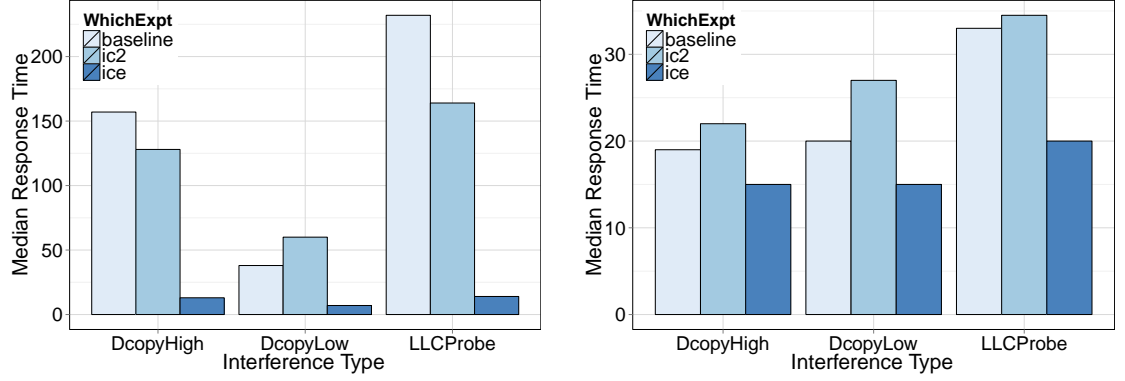 WhichExpt
baseline
ic2
ice
Median Response Time
200
150
100
50
0
DcopyHigh DcopyLow LLCProbe
Interference Type
WhichExpt
baseline
ic2
ice
Median Response Time
30
20
10
0
DcopyHigh DcopyLow LLCProbe
Interference Type